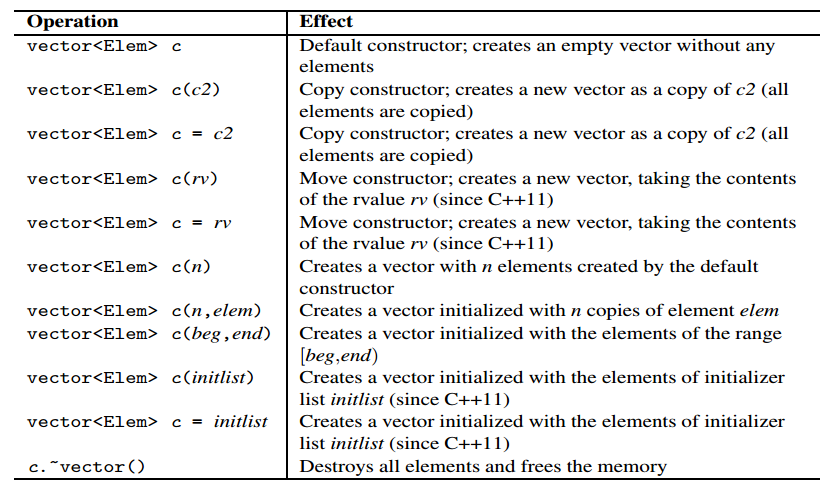 Operation Effect
vector<Elem> c Default constructor; creates an empty vector without any
elements
vector<Elem> c(c2) Copy constructor; creates a new vector as a copy of c2 (all
elements are copied)
vector<Elem> c = c2 Copy constructor; creates a new vector as a copy of c2 (all
elements are copied)
vector<Elem> c(rv) Move constructor; creates a new vector, taking the contents
of the rvalue rv (since C++11)
vector<Elem> c = rv Move constructor; creates a new vector, taking the contents
of the rvalue rv (since C++11)
vector<Elem> c(n) Creates a vector with n elements created by the default
constructor
vector<Elem> c(n,elem) Creates a vector initialized with n copies of element elem
vector<Elem> c(beg,end) Creates a vector initialized with the elements of the range
[beg,end)
vector<Elem> c(initlist) Creates a vector initialized with the elements of initializer
list initlist (since C++11)
vector<Elem> c = initlist Creates a vector initialized with the elements of initializer
list initlist (since C++11)
c.~vector() Destroys all elements and frees the memory